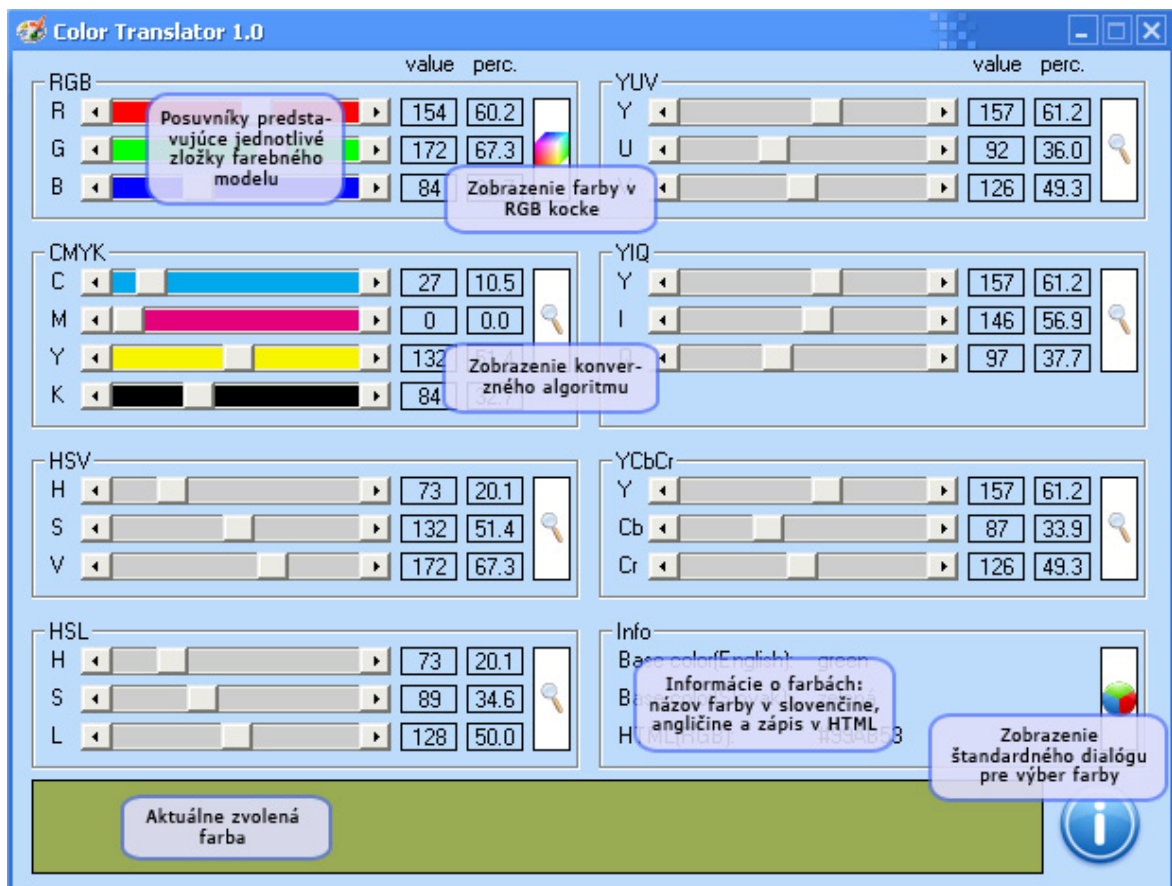 Color Translator 1.0
value perc.
RGB
R 154 60.2
G 172 67.3
B 84
Posuvníky predsta-
vujúce jednotlivé
zložky farebného
modelu
Zobrazenie farby v
RGB kocke
CMYK
C 27 10.5
M 0 0.0
Y 132
K 84
Zobrazenie konver-
zného algoritmu
HSV
H 73 20.1
S 132 51.4
V 172 67.3
HSL
H 73 20.1
S 89 34.6
L 128 50.0
value perc.
YUV
Y 157 61.2
U 92 36.0
126 49.3
YIQ
Y 157 61.2
I 146 56.9
Q 97 37.7
YCbCr
Y 157 61.2
Cb 87 33.9
Cr 126 49.3
Info
Base color(English): green
HTML(RGB):
Informácie o farbách:
názov farby v slovenčine,
angličine a zápis v HTML
Zobrazenie
štandardného dialógu
pre výber farby
Aktuálne zvolená
farba